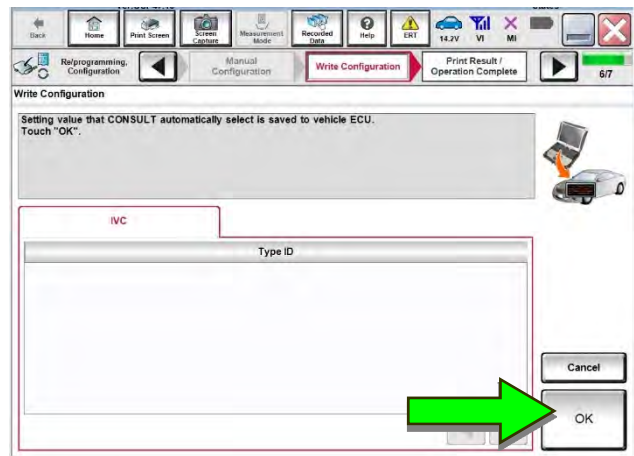 Back
Home
Print Screen
Screen
Capture
Measurement
Mode
Recorded
Data
Help
ERT
14.2V
VI
MI
Re/programming,
Configuration
Manual
Configuration
Write Configuration
Print Result /
Operation Complete
6/7
Write Configuration
Setting value that CONSULT automatically select is saved to vehicle ECU.
Touch "OK".
IVC
Type ID
Cancel
OK